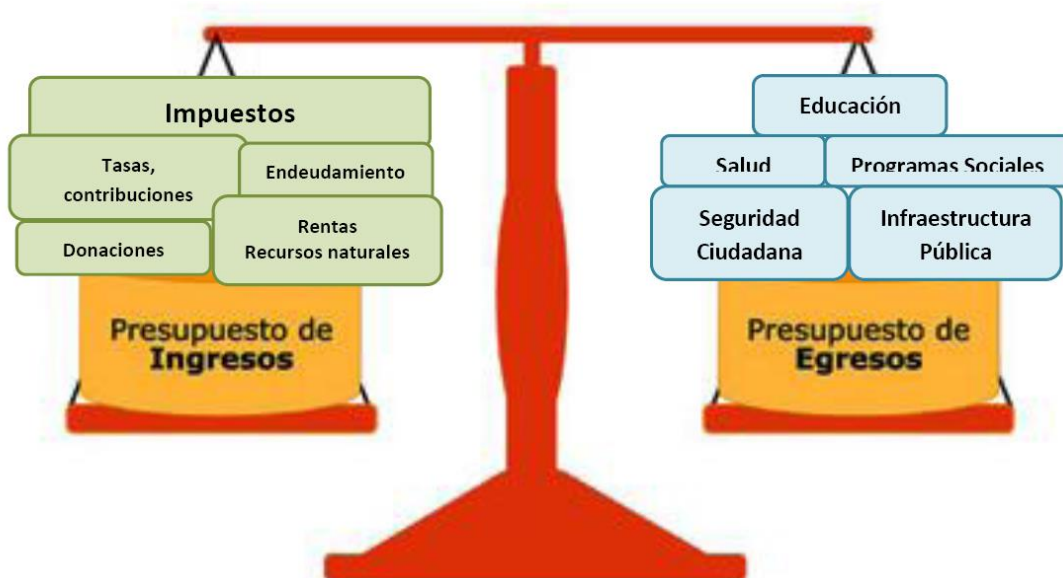 Impuestos
Tasas,
contribuciones
Endeudamiento
Donaciones
Rentas
Recursos naturales
Presupuesto de
Ingresos
Educación
Salud
Programas Sociales
Seguridad
Ciudadana
Infraestructura
Pública
Presupuesto de
Egresos